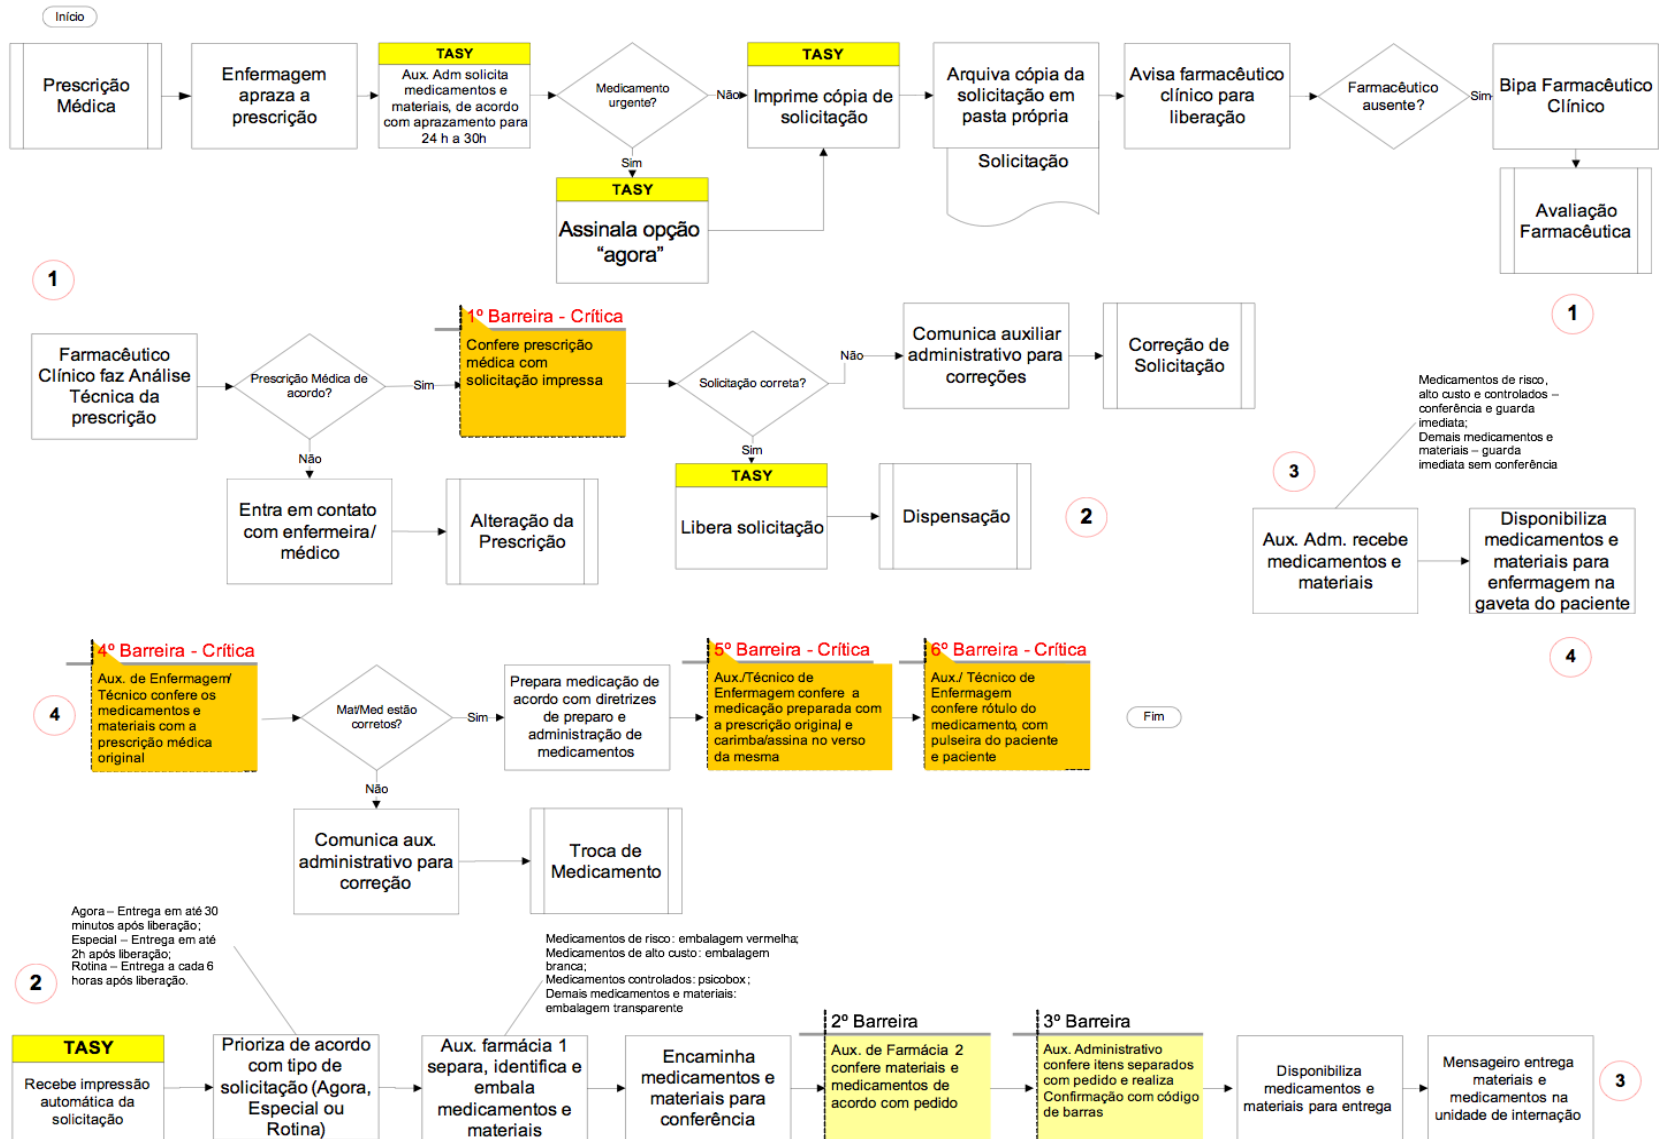 Início
Prescrição
Médica
Enfermagem
apraza a
prescrição
TASY
Aux. Adm solicita
medicamentos e
materiais, de acordo
com aprazamento para
24 h a 30h
Medicamento
urgente?
Não
Sim
TASY
Assinala opção
“agora”
TASY
Imprime cópia de
solicitação
Arquiva cópia da
solicitação em
pasta própria
Solicitação
Avisa farmacêutico
clínico para
liberação
Farmacêutico
ausente?
Sim
Bipa Farmacêutico
Clínico
Avaliação
Farmacêutica
1
1
Farmacêutico
Clínico faz Análise
Técnica da
prescrição
Prescrição Médica de
acordo?
Sim
Não
Entra em contato
com enfermeira/
médico
Alteração da
Prescrição
1º Barreira - Crítica
Confere prescrição
médica com
solicitação impressa
Solicitação correta?
Não
Comunica auxiliar
administrativo para
correções
Correção de
Solicitação
Sim
TASY
Libera solicitação
Dispensação
2
Medicamentos de risco,
alto custo e controlados –
conferência e guarda
imediata;
Demais medicamentos e
materiais – guarda
imediata sem conferência
3
Aux. Adm. recebe
medicamentos e
materiais
Disponibiliza
medicamentos e
materiais para
enfermagem na
gaveta do paciente
4
4
4º Barreira - Crítica
Aux. de Enfermagem/
Técnico confere os
medicamentos e
materiais com a
prescrição médica
original
Mat/Med estão
corretos?
Sim
Prepara medicação de
acordo com diretrizes
de preparo e
administração de
medicamentos
5º Barreira - Crítica
Aux./Técnico de
Enfermagem confere a
medicação preparada com
a prescrição original e
carimba/assina no verso
da mesma
6º Barreira - Crítica
Aux./ Técnico de
Enfermagem
confere rótulo do
medicamento, com
pulseira do paciente
e paciente
Fim
Não
Comunica aux.
administrativo para
correção
Troca de
Medicamento
Agora – Entrega em até 30
minutos após liberação;
Especial – Entrega em até
2h após liberação;
Rotina – Entrega a cada 6
horas após liberação.
Medicamentos de risco: embalagem vermelha;
Medicamentos de alto custo: embalagem
branca;
Medicamentos controlados: psicobox;
Demais medicamentos e materiais:
embalagem transparente
2
TASY
Recebe impressão
automática da
solicitação
Prioriza de acordo
com tipo de
solicitação (Agora,
Especial ou
Rotina)
Aux. farmácia 1
separa, identifica e
embala
medicamentos e
materiais
Encaminha
medicamentos e
materiais para
conferência
2º Barreira
Aux. de Farmácia 2
confere materiais e
medicamentos de
acordo com pedido
3º Barreira
Aux. Administrativo
confere itens separados
com pedido e realiza
Confirmação com código
de barras
Disponibiliza
medicamentos e
materiais para entrega
Mensageiro entrega
materiais e
medicamentos na
unidade de internação
3